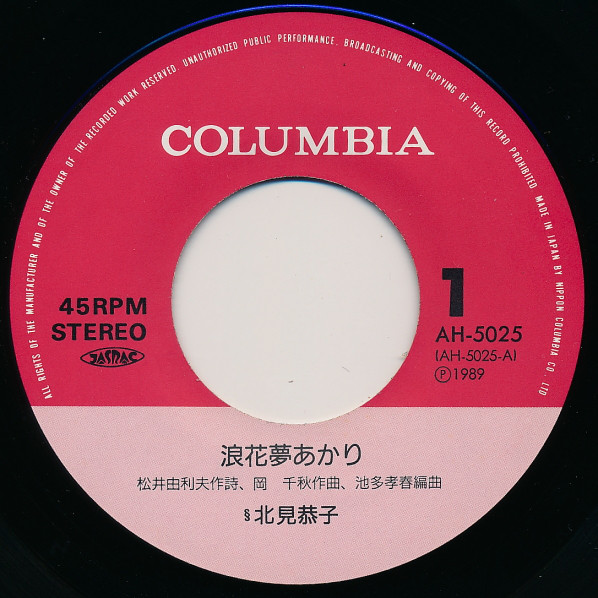 ALL RIGHTS OF THE MANUFACTURER AND OF THE OWNER OF THE RECORDED WORK RESERVED. UNAUTHORIZED PUBLIC PERFORMANCE, BROADCASTING AND COPYING OF THIS RECORD PROHIBITED. MADE IN JAPAN BY NIPPON COLUMBIA CO. LTD
COLUMBIA
45RPM
STEREO
JASRAC
1
AH-5025
(AH-5025-A)
Ⓟ1989
浪花夢あかり
松井由利夫作詩、岡　千秋作曲、池多孝春編曲
§北見恭子